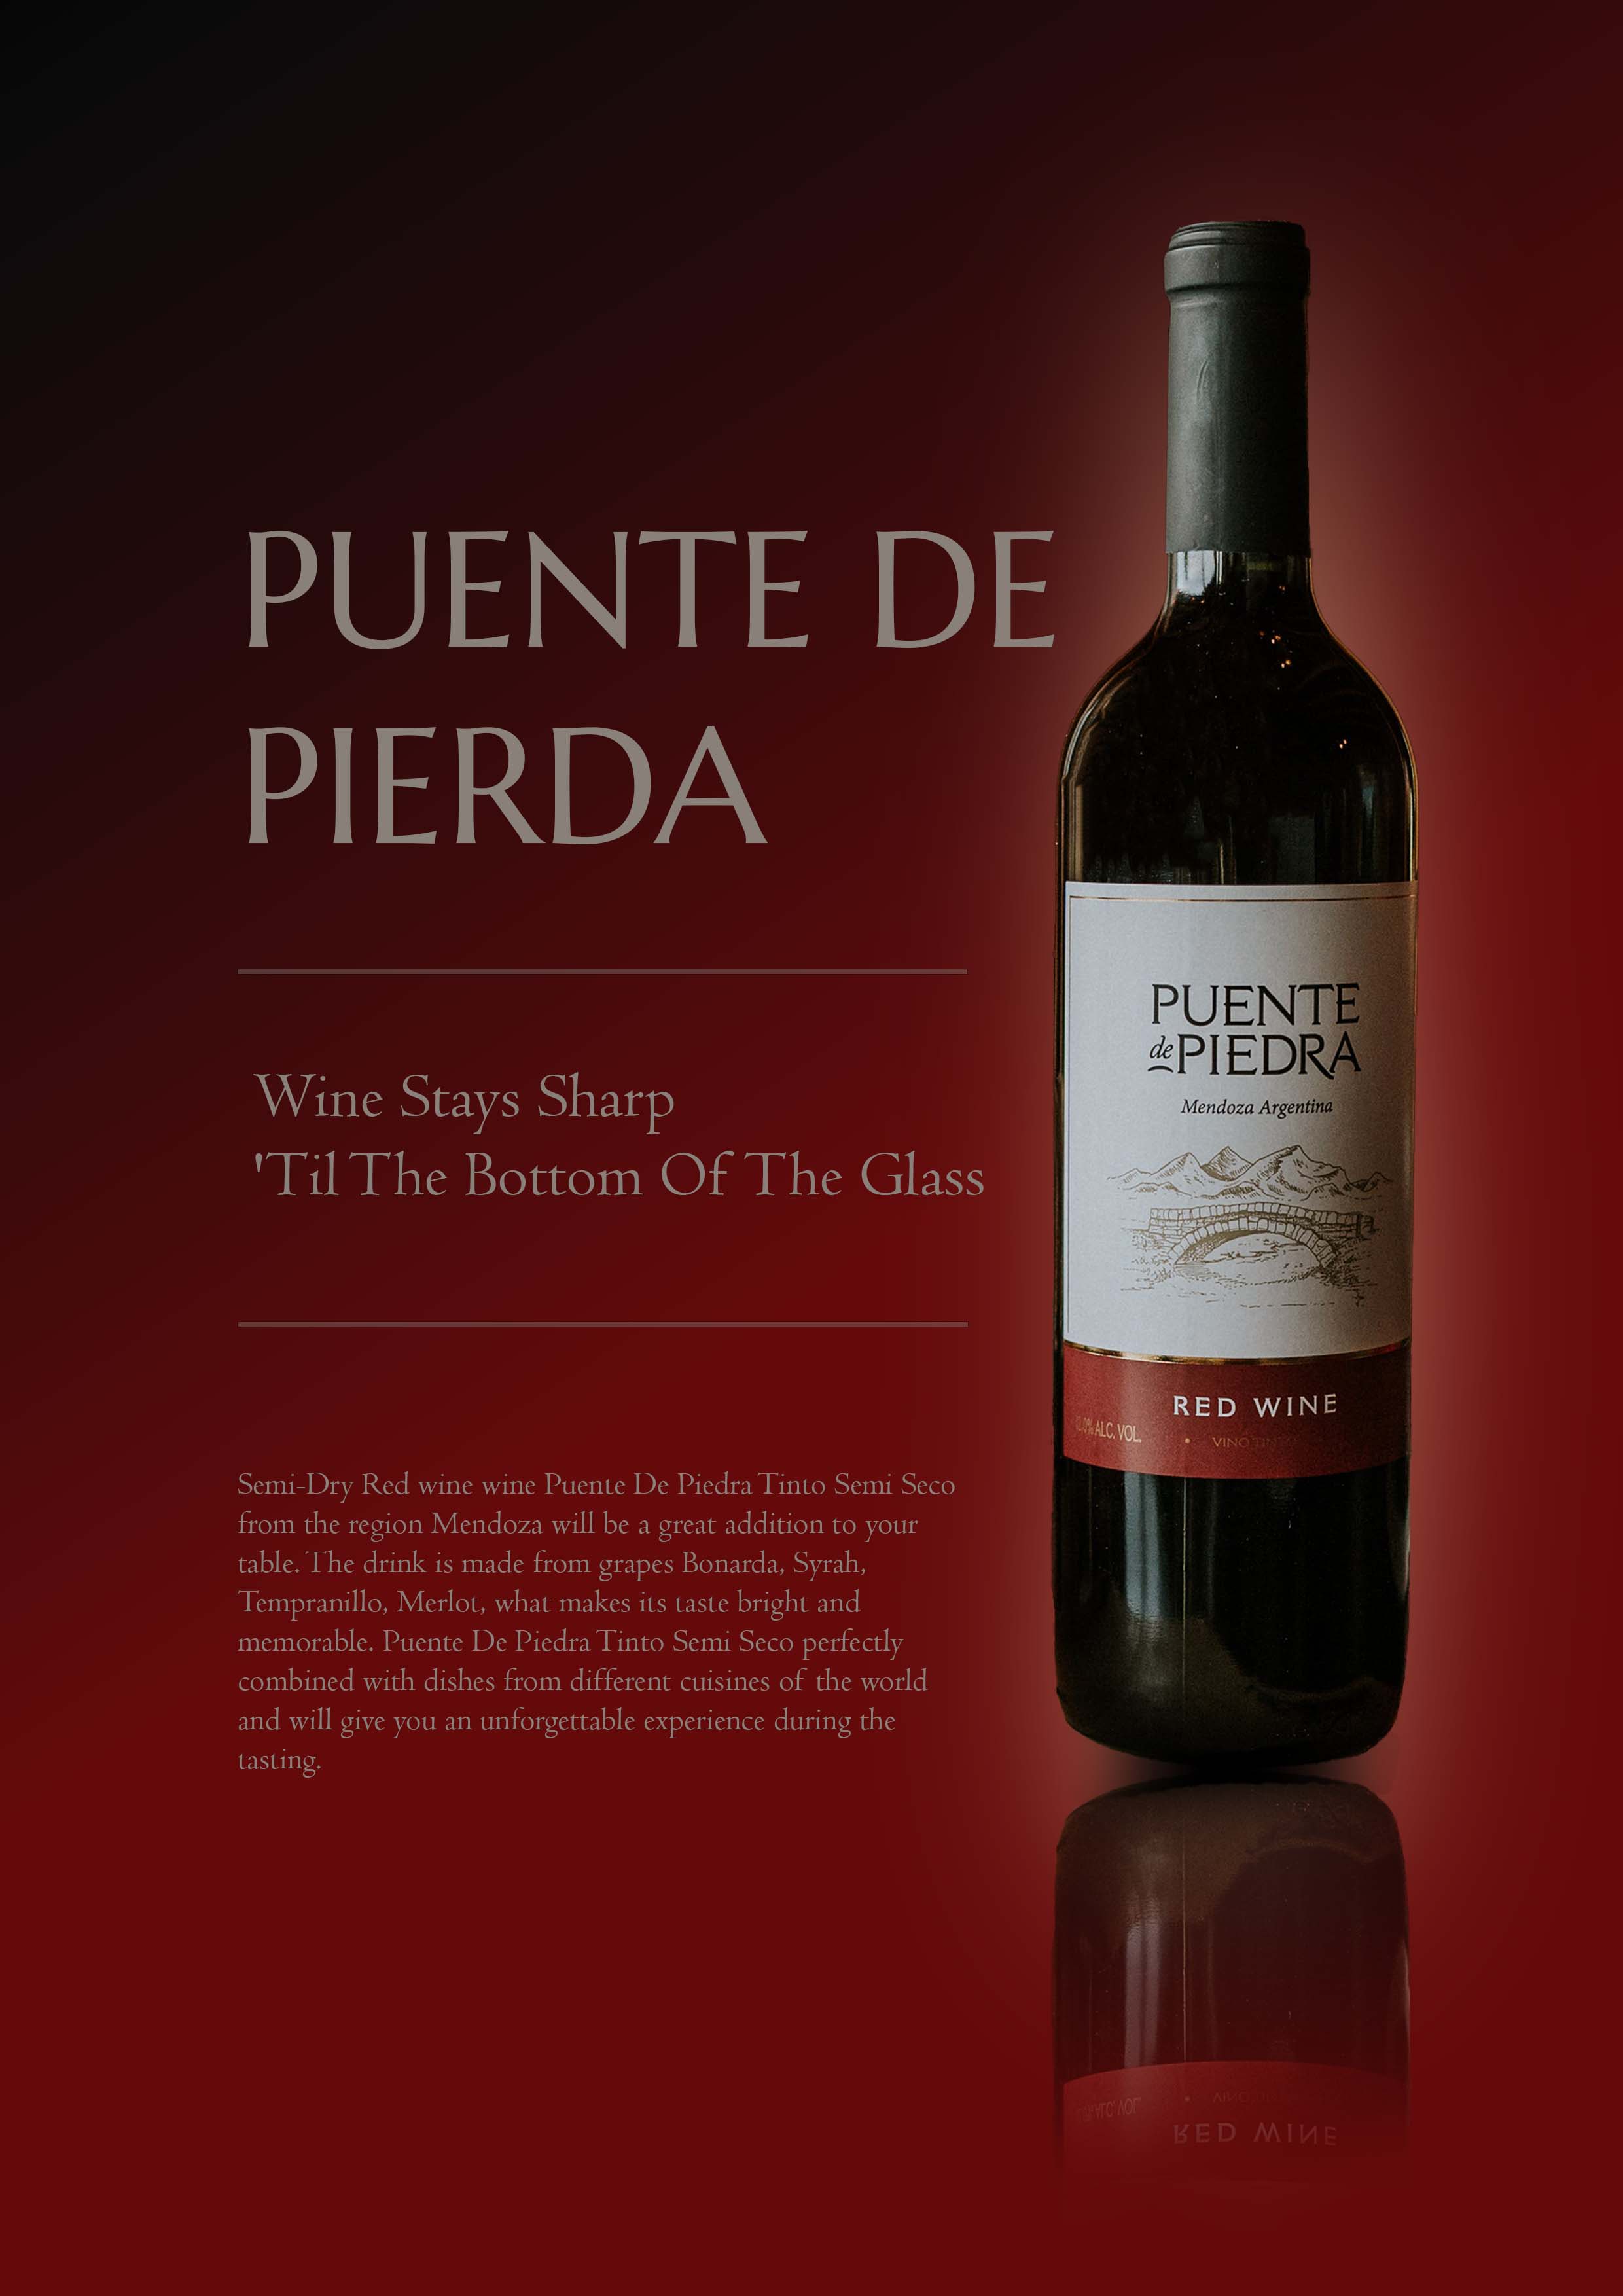 PUENTE DE
PIERDA
Wine Stays Sharp
'Til The Bottom Of The Glass
Semi-Dry Red wine wine Puente De Piedra Tinto Semi Seco
from the region Mendoza will be a great addition to your
table. The drink is made from grapes Bonarda, Syrah,
Tempranillo, Merlot, what makes its taste bright and
memorable. Puente De Piedra Tinto Semi Seco perfectly
combined with dishes from different cuisines of the world
and will give you an unforgettable experience during the
tasting.
PUENTE
de PIEDRA
Mendoza Argentina
RED WINE
ALC. VOL.
VINO
RED WINE